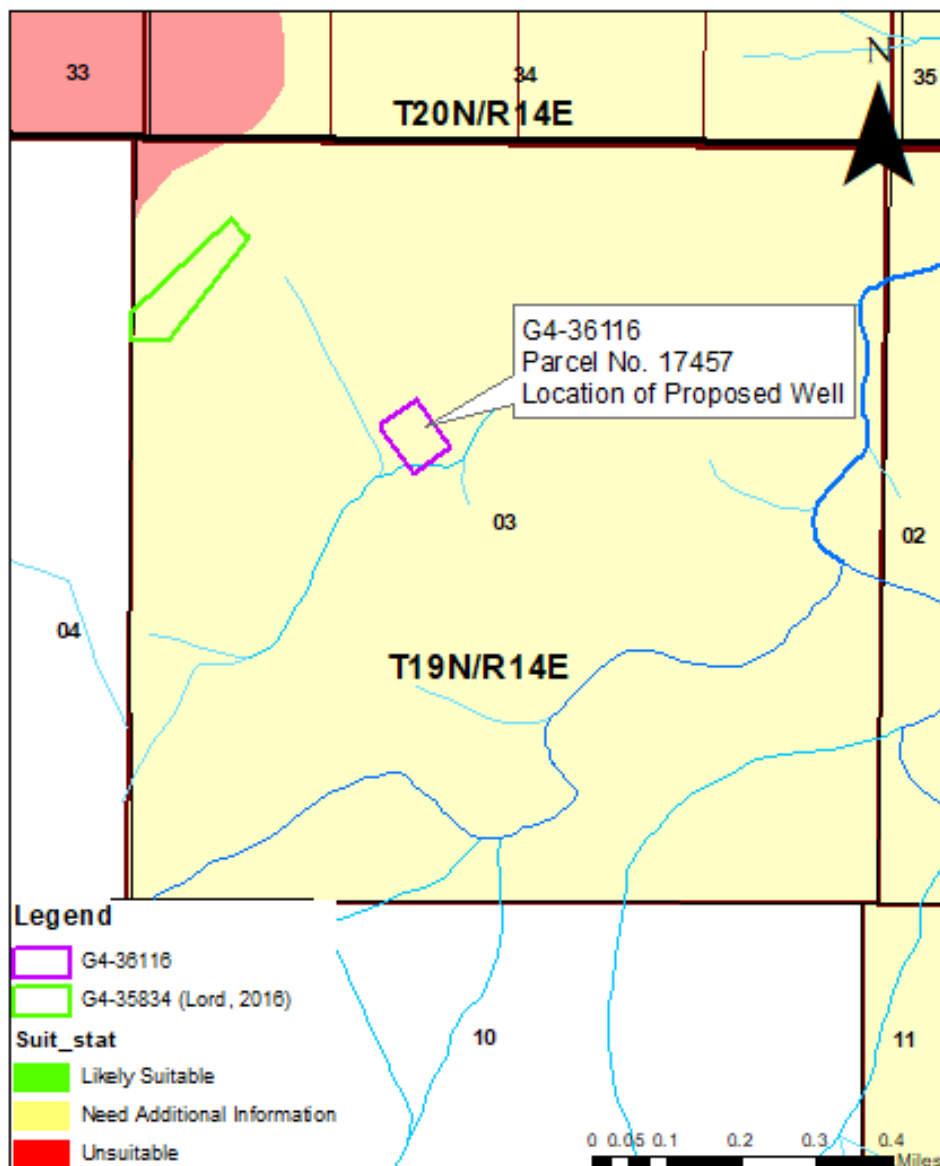 33
34
35
N
T20N/R14E
G4-36116
Parcel No. 17457
Location of Proposed Well
03
02
04
T19N/R14E
10
11
Legend
G4-36116
G4-35834 (Lord, 2016)
Suit_stat
Likely Suitable
Need Additional Information
Unsuitable
0 0.05 0.1 0.2 0.3 0.4
Miles